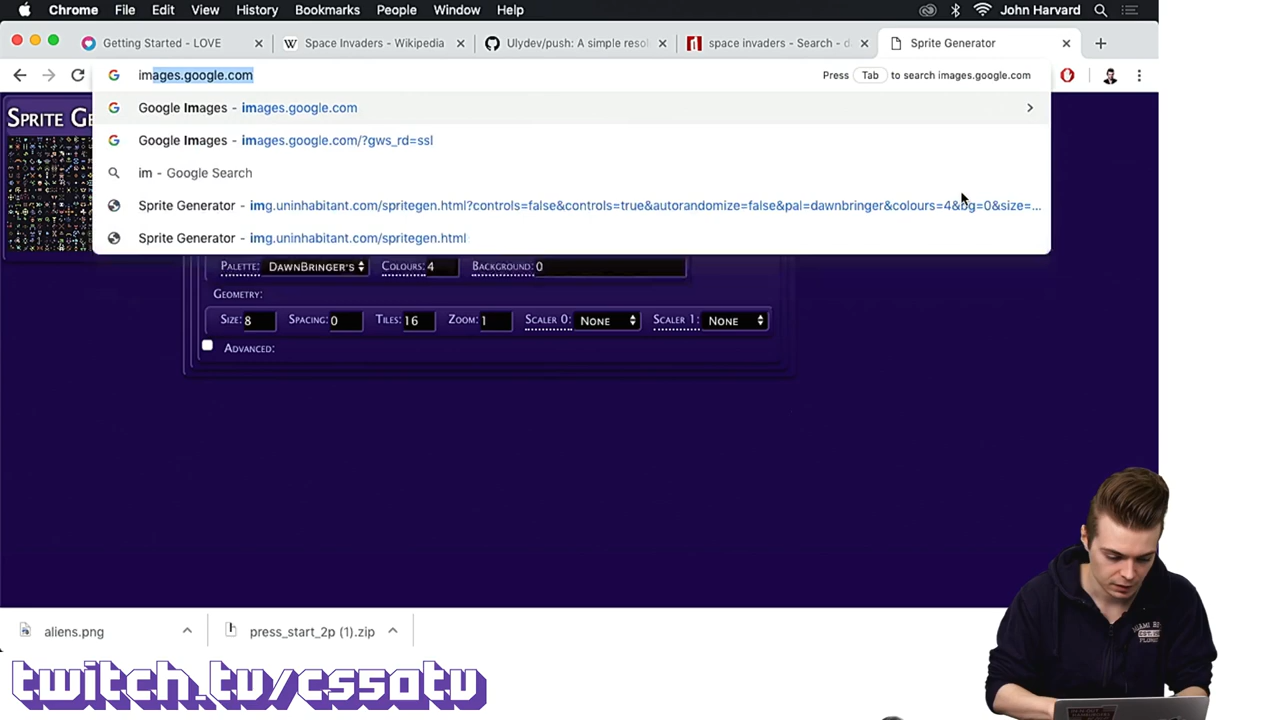 Chrome File Edit View History Bookmarks People Window Help John Harvard
Getting Started - LOVE Space Invaders - Wikipedia Ulydev/push: A simple resol space invaders - Search - d Sprite Generator
images.google.com Press Tab to search images.google.com
Google Images - images.google.com
Google Images - images.google.com/?gws_rd=ssl
im - Google Search
Sprite Generator - img.uninhabitant.com/spritegen.html?controls=false&controls=true&autorandomize=false&pal=dawnbringer&colours=4&bg=0&size=...
Sprite Generator - img.uninhabitant.com/spritegen.html
Sprite Ge
Palette: DawnBringer's Colours: 4 Background: 0
Geometry:
Size: 8 Spacing: 0 Tiles: 16 Zoom: 1 Scaler 0: None Scaler 1: None
Advanced:
aliens.png press_start_2p (1).zip
twitch.tv/cs50tv